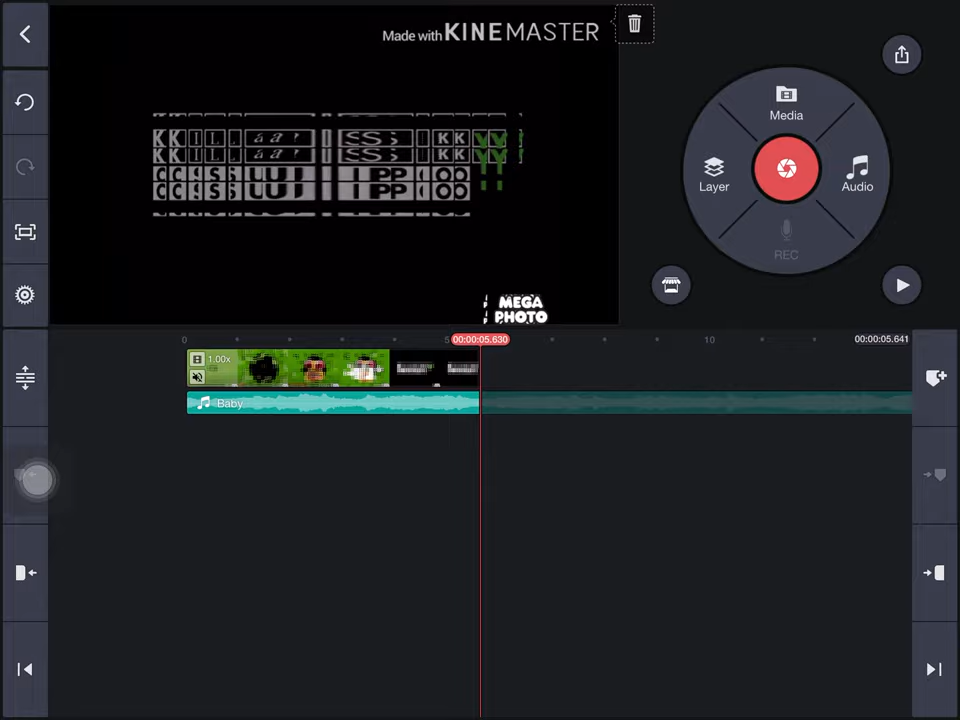 Made with KINEMASTER
Media
Layer
Audio
REC
MEGA
PHOTO
0
5
00:00:05.630
10
00:00:05.641
1.00x
Baby